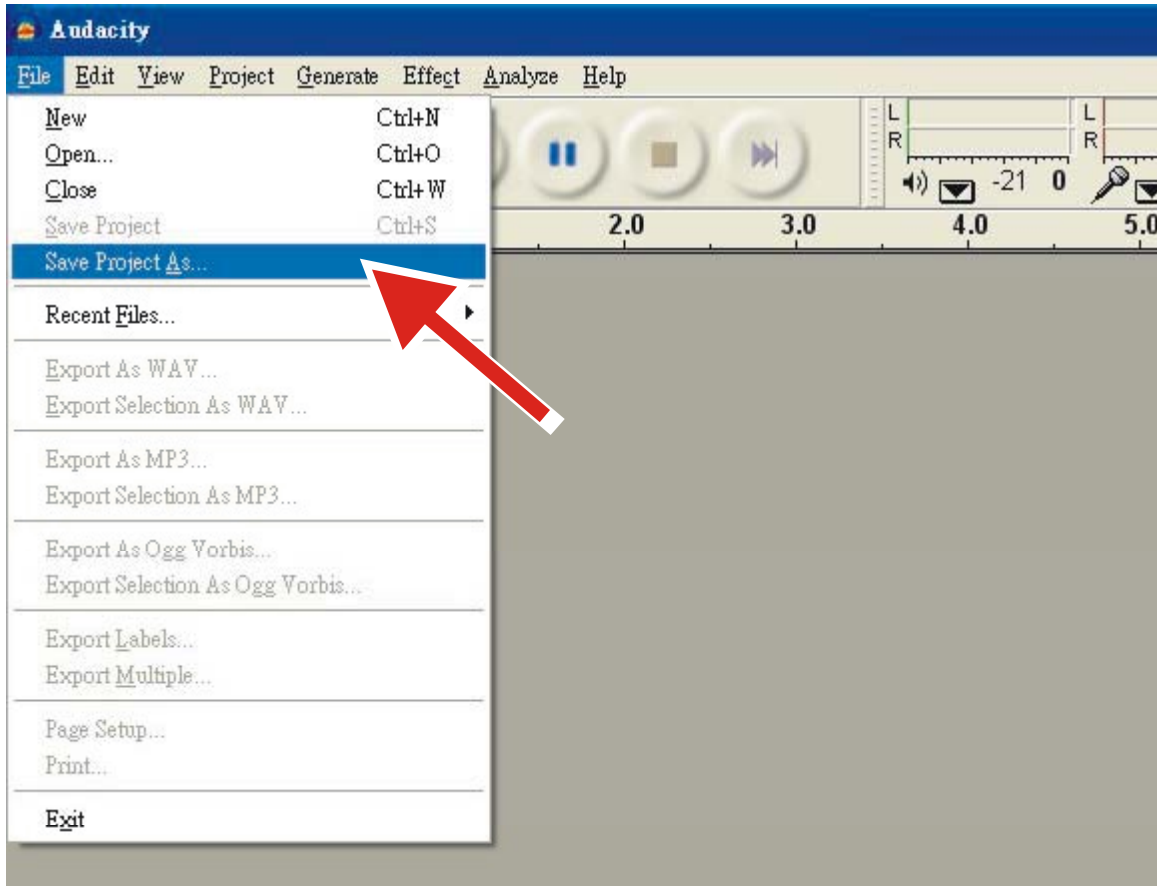 Audacity
File Edit View Project Generate Effect Analyze Help
New Ctrl+N
Open... Ctrl+O
Close Ctrl+W
Save Project Ctrl+S
Save Project As...
Recent Files...
Export As WAV...
Export Selection As WAV...
Export As MP3...
Export Selection As MP3...
Export As Ogg Vorbis...
Export Selection As Ogg Vorbis...
Export Labels...
Export Multiple...
Page Setup...
Print...
Exit
L L
R R
-21 0
2.0 3.0 4.0 5.0